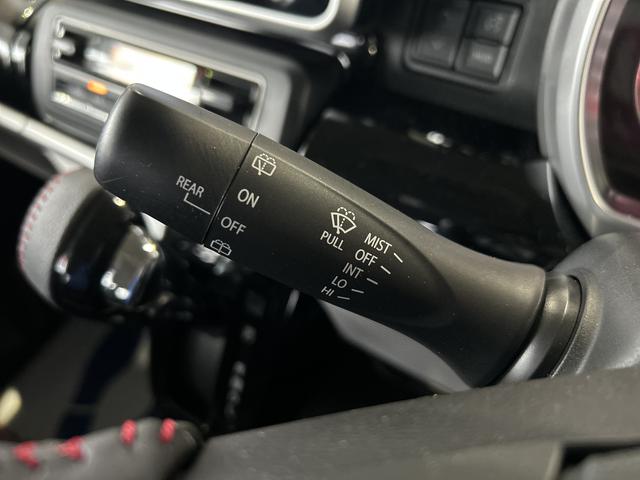 REAR
ON
OFF
PULL
MIST
OFF
INT
LO
HI